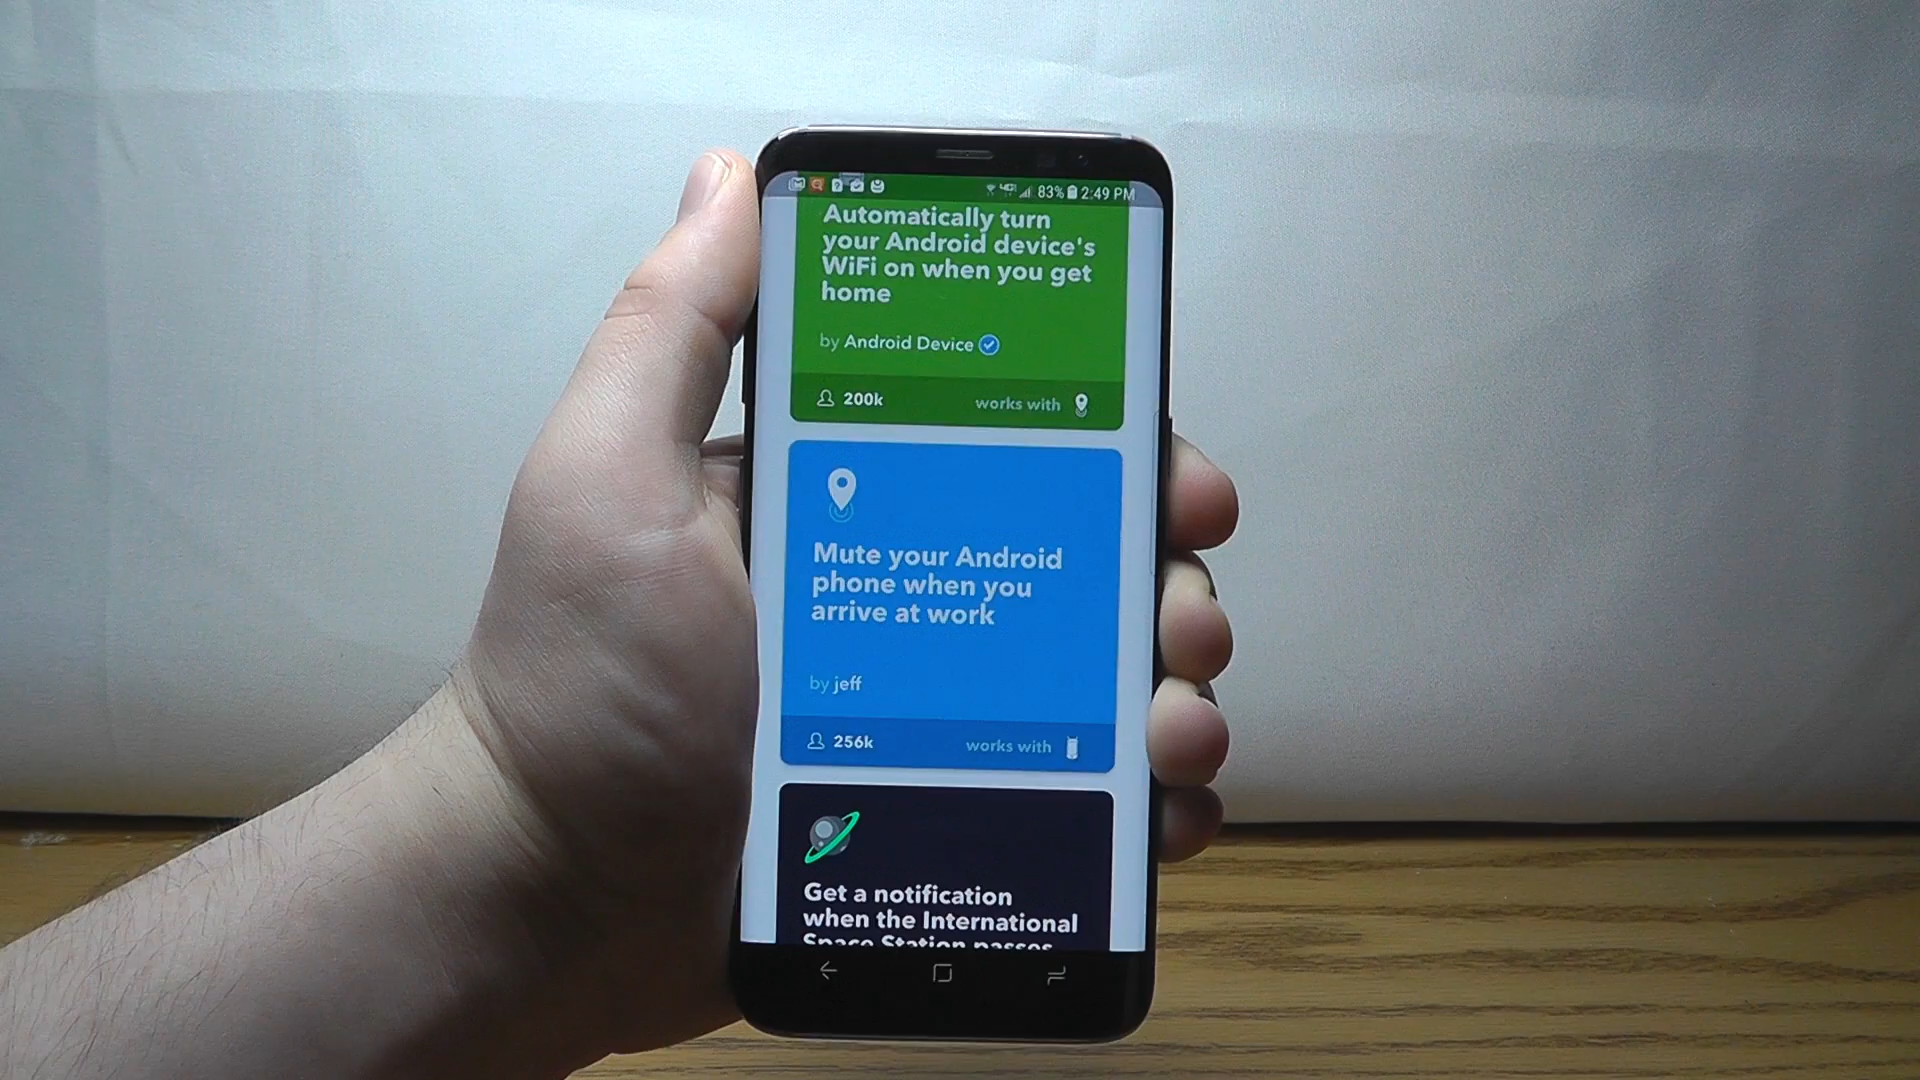 83% 2:49 PM
Automatically turn
your Android device's
WiFi on when you get
home
by Android Device
200k works with
Mute your Android
phone when you
arrive at work
by jeff
256k works with
Get a notification
when the International
Space Station passes